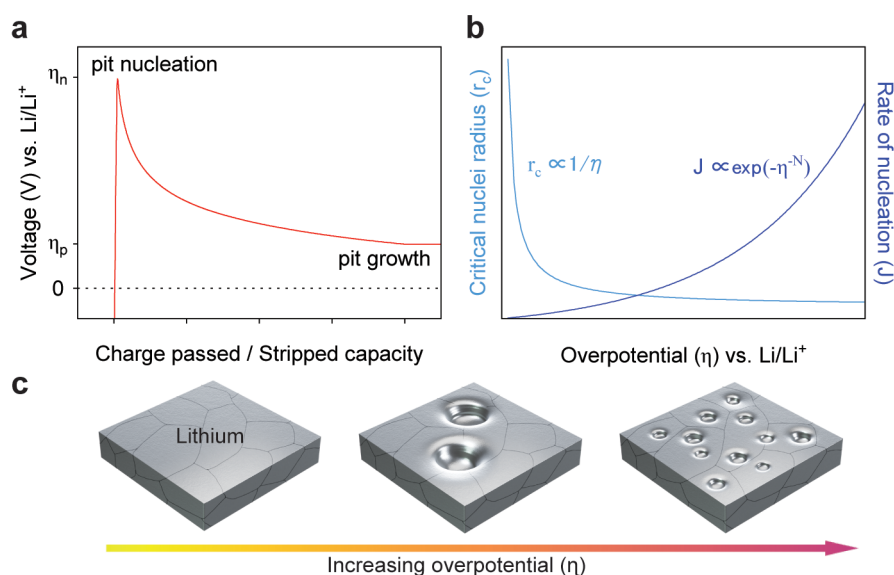 a
ηn
pit nucleation
Voltage (V) vs. Li/Li⁺
ηp
pit growth
0
Charge passed / Stripped capacity
b
Critical nuclei radius (rc)
rc ∝ 1/η
J ∝ exp(-η⁻ᴺ)
Rate of nucleation (J)
Overpotential (η) vs. Li/Li⁺
c
Lithium
Increasing overpotential (η)